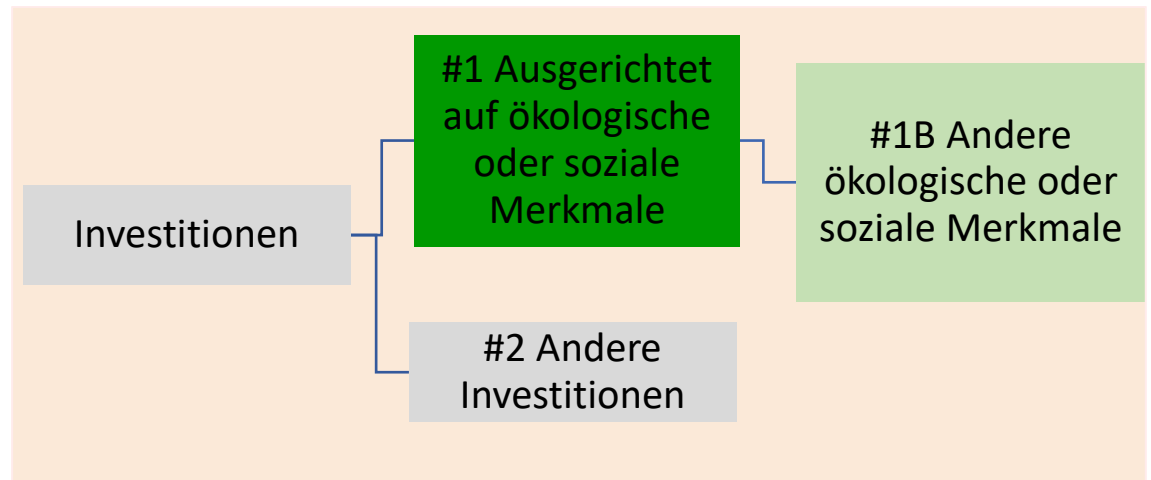 Investitionen
#1 Ausgerichtet
auf ökologische
oder soziale
Merkmale
#1B Andere
ökologische oder
soziale Merkmale
#2 Andere
Investitionen